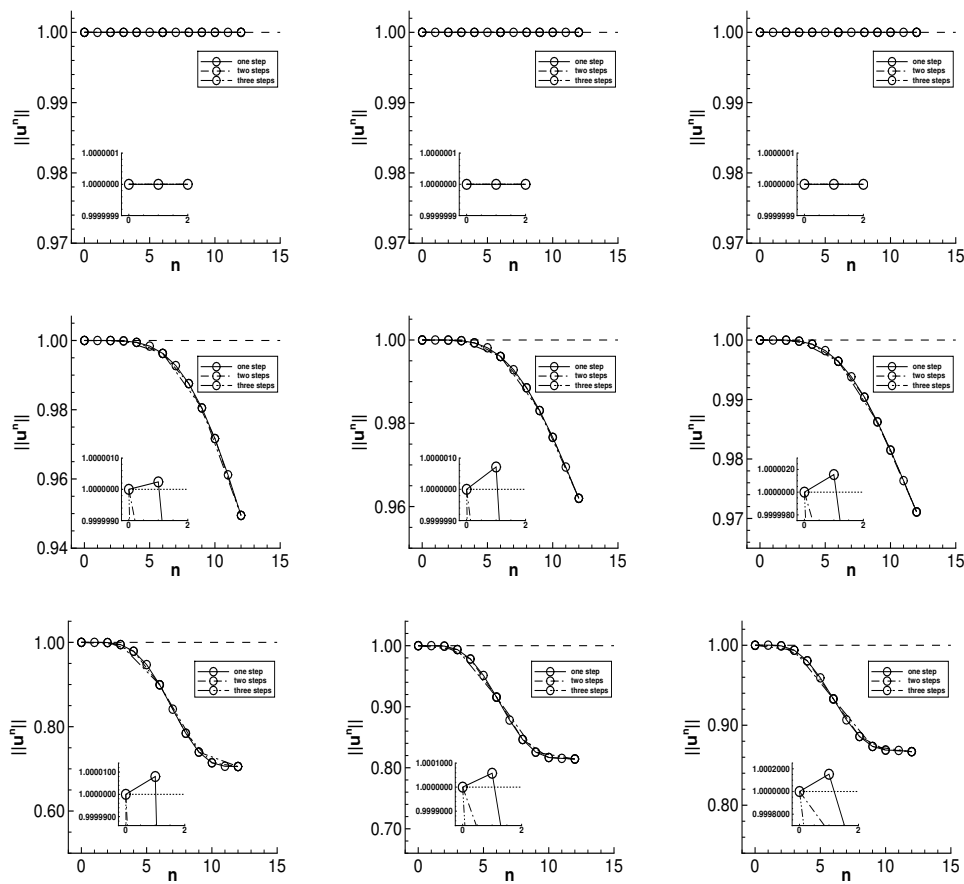 1.00
0.99
0.98
0.97
||uⁿ||
one step
two steps
three steps
1.0000001
1.0000000
0.9999999
0 2
0 5 10 15
n
1.00
0.99
0.98
0.97
||uⁿ||
one step
two steps
three steps
1.0000001
1.0000000
0.9999999
0 2
0 5 10 15
n
1.00
0.99
0.98
0.97
||uⁿ||
one step
two steps
three steps
1.0000001
1.0000000
0.9999999
0 2
0 5 10 15
n
1.00
0.98
0.96
0.94
||uⁿ||
one step
two steps
three steps
1.0000010
1.0000000
0.9999990
0 2
0 5 10 15
n
1.00
0.98
0.96
||uⁿ||
one step
two steps
three steps
1.0000010
1.0000000
0.9999990
0 2
0 5 10 15
n
1.00
0.99
0.98
0.97
||uⁿ||
one step
two steps
three steps
1.0000020
1.0000000
0.9999980
0 2
0 5 10 15
n
1.00
0.80
0.60
||uⁿ||
one step
two steps
three steps
1.0000100
1.0000000
0.9999900
0 2
0 5 10 15
n
1.00
0.90
0.80
0.70
||uⁿ||
one step
two steps
three steps
1.0001000
1.0000000
0.9999000
0 2
0 5 10 15
n
1.00
0.90
0.80
||uⁿ||
one step
two steps
three steps
1.0002000
1.0000000
0.9998000
0 2
0 5 10 15
n